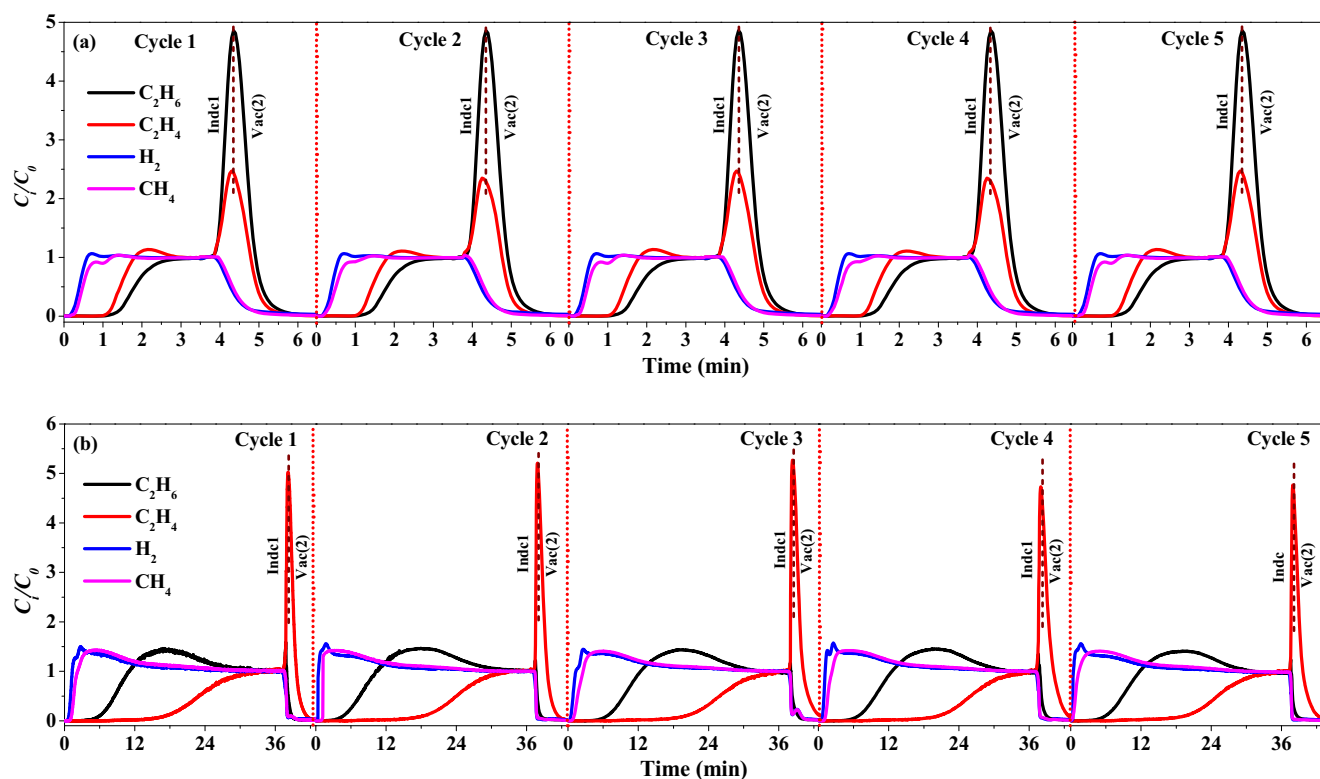 (a)
Cycle 1
Cycle 2
Cycle 3
Cycle 4
Cycle 5
C₂H₆
C₂H₄
H₂
CH₄
Indc1
Vac(2)
Indc1
Vac(2)
Indc1
Vac(2)
Indc1
Vac(2)
Indc1
Vac(2)
Cᵢ/C₀
5
4
3
2
1
0
0 1 2 3 4 5 0 1 2 3 4 5 6 0 1 2 3 4 5 6 0 1 2 3 4 5 6 0 1 2 3 4 5 6
Time (min)
(b)
Cycle 1
Cycle 2
Cycle 3
Cycle 4
Cycle 5
C₂H₆
C₂H₄
H₂
CH₄
Indc1
Vac(2)
Indc1
Vac(2)
Indc1
Vac(2)
Indc1
Vac(2)
Indc
Vac(2)
Cᵢ/C₀
6
5
4
3
2
1
0
0 12 24 36 0 12 24 36 0 12 24 36 0 12 24 36 0 12 24 36
Time (min)